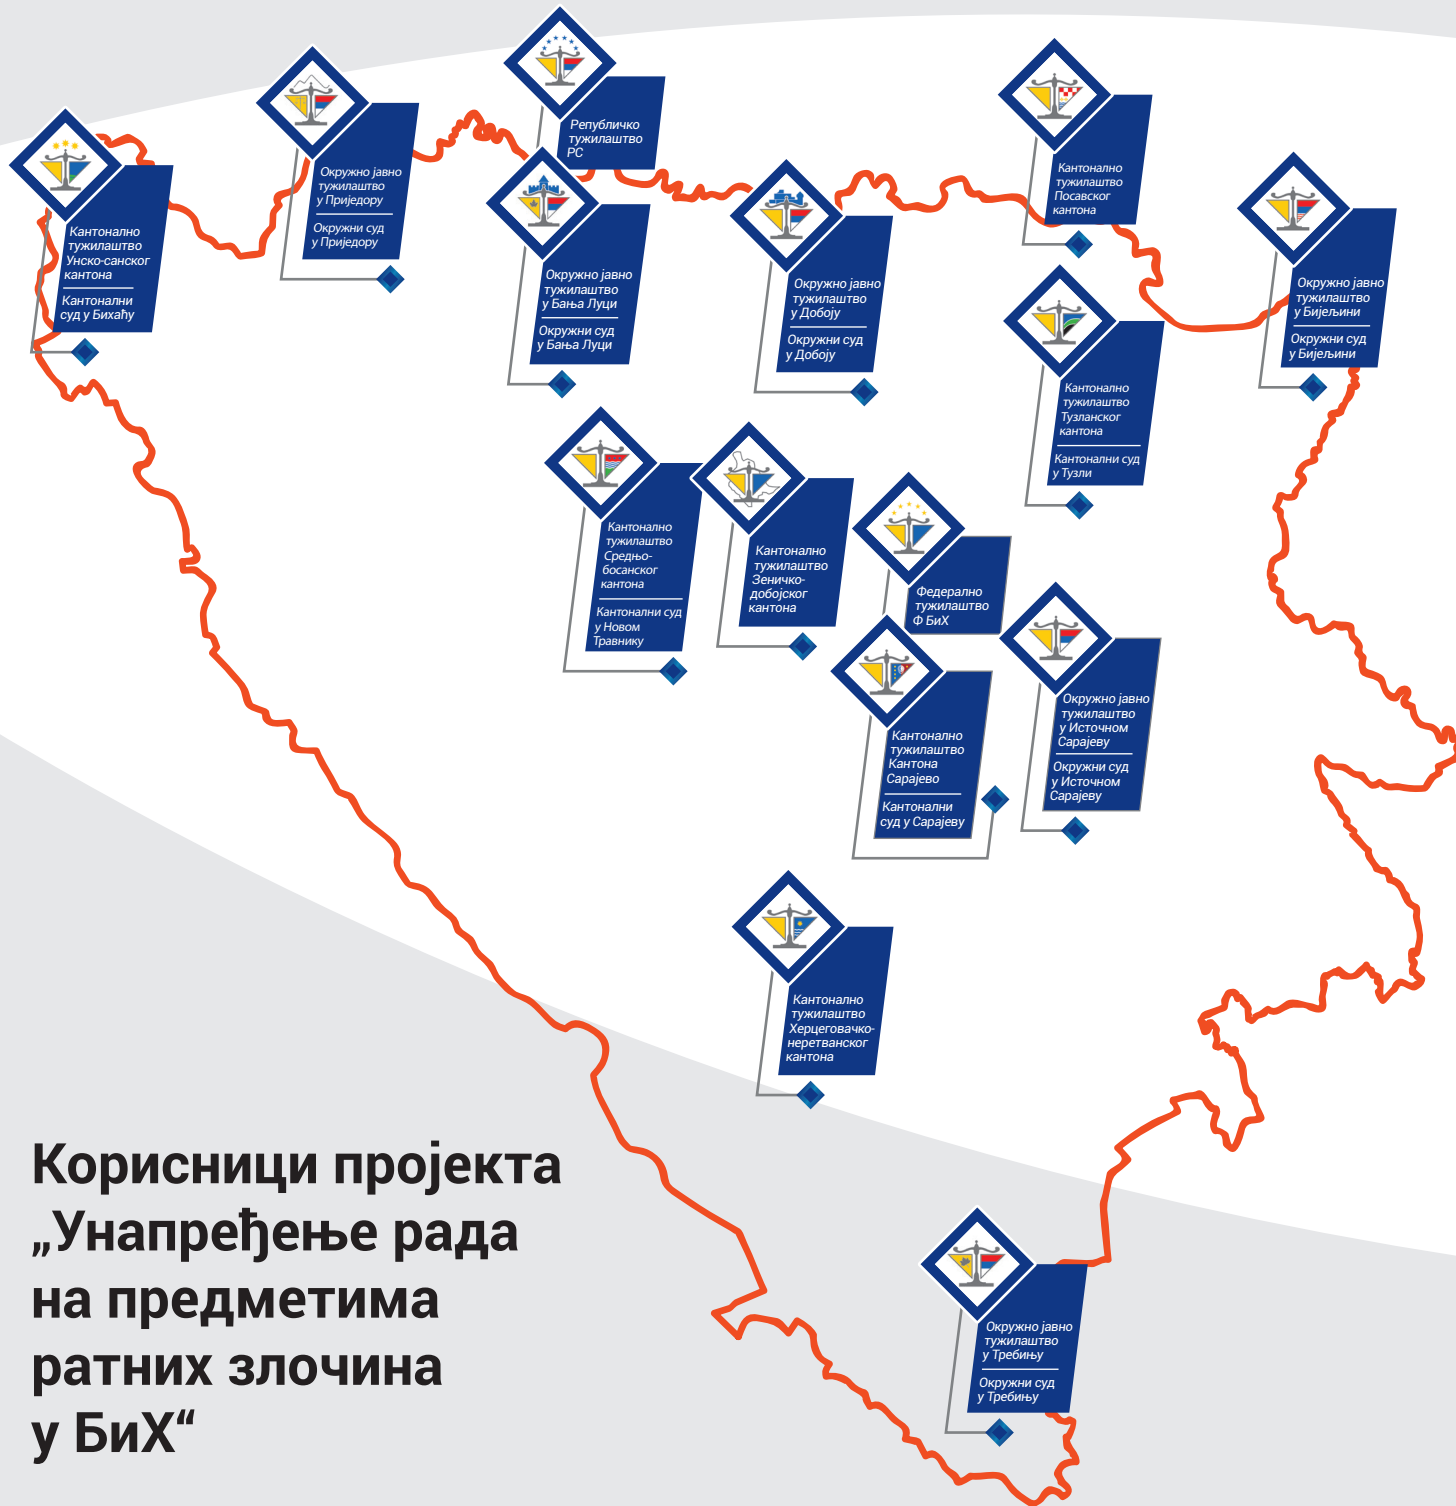 Републичко
тужилаштво
РС
Окружно јавно
тужилаштво
у Приједору
Окружни суд
у Приједору
Кантонално
тужилаштво
Унско-санског
кантона
Кантонални
суд у Бихаћу
Окружно јавно
тужилаштво
у Бања Луци
Окружни суд
у Бања Луци
Окружно јавно
тужилаштво
у Добоју
Окружни суд
у Добоју
Кантонално
тужилаштво
Посавског
кантона
Окружно јавно
тужилаштво
у Бијељини
Окружни суд
у Бијељини
Кантонално
тужилаштво
Тузланског
кантона
Кантонални суд
у Тузли
Кантонално
тужилаштво
Средњо-
босанског
кантона
Кантонални суд
у Новом
Травнику
Кантонално
тужилаштво
Зеничко-
добојског
кантона
Федерално
тужилаштво
Ф БиХ
Кантонално
тужилаштво
Кантона
Сарајево
Кантонални
суд у Сарајеву
Окружно јавно
тужилаштво
у Источном
Сарајеву
Окружни суд
у Источном
Сарајеву
Кантонално
тужилаштво
Херцеговачко-
неретванског
кантона
Окружно јавно
тужилаштво
у Требињу
Окружни суд
у Требињу
Корисници пројекта
„Унапређење рада
на предметима
ратних злочина
у БиХ“